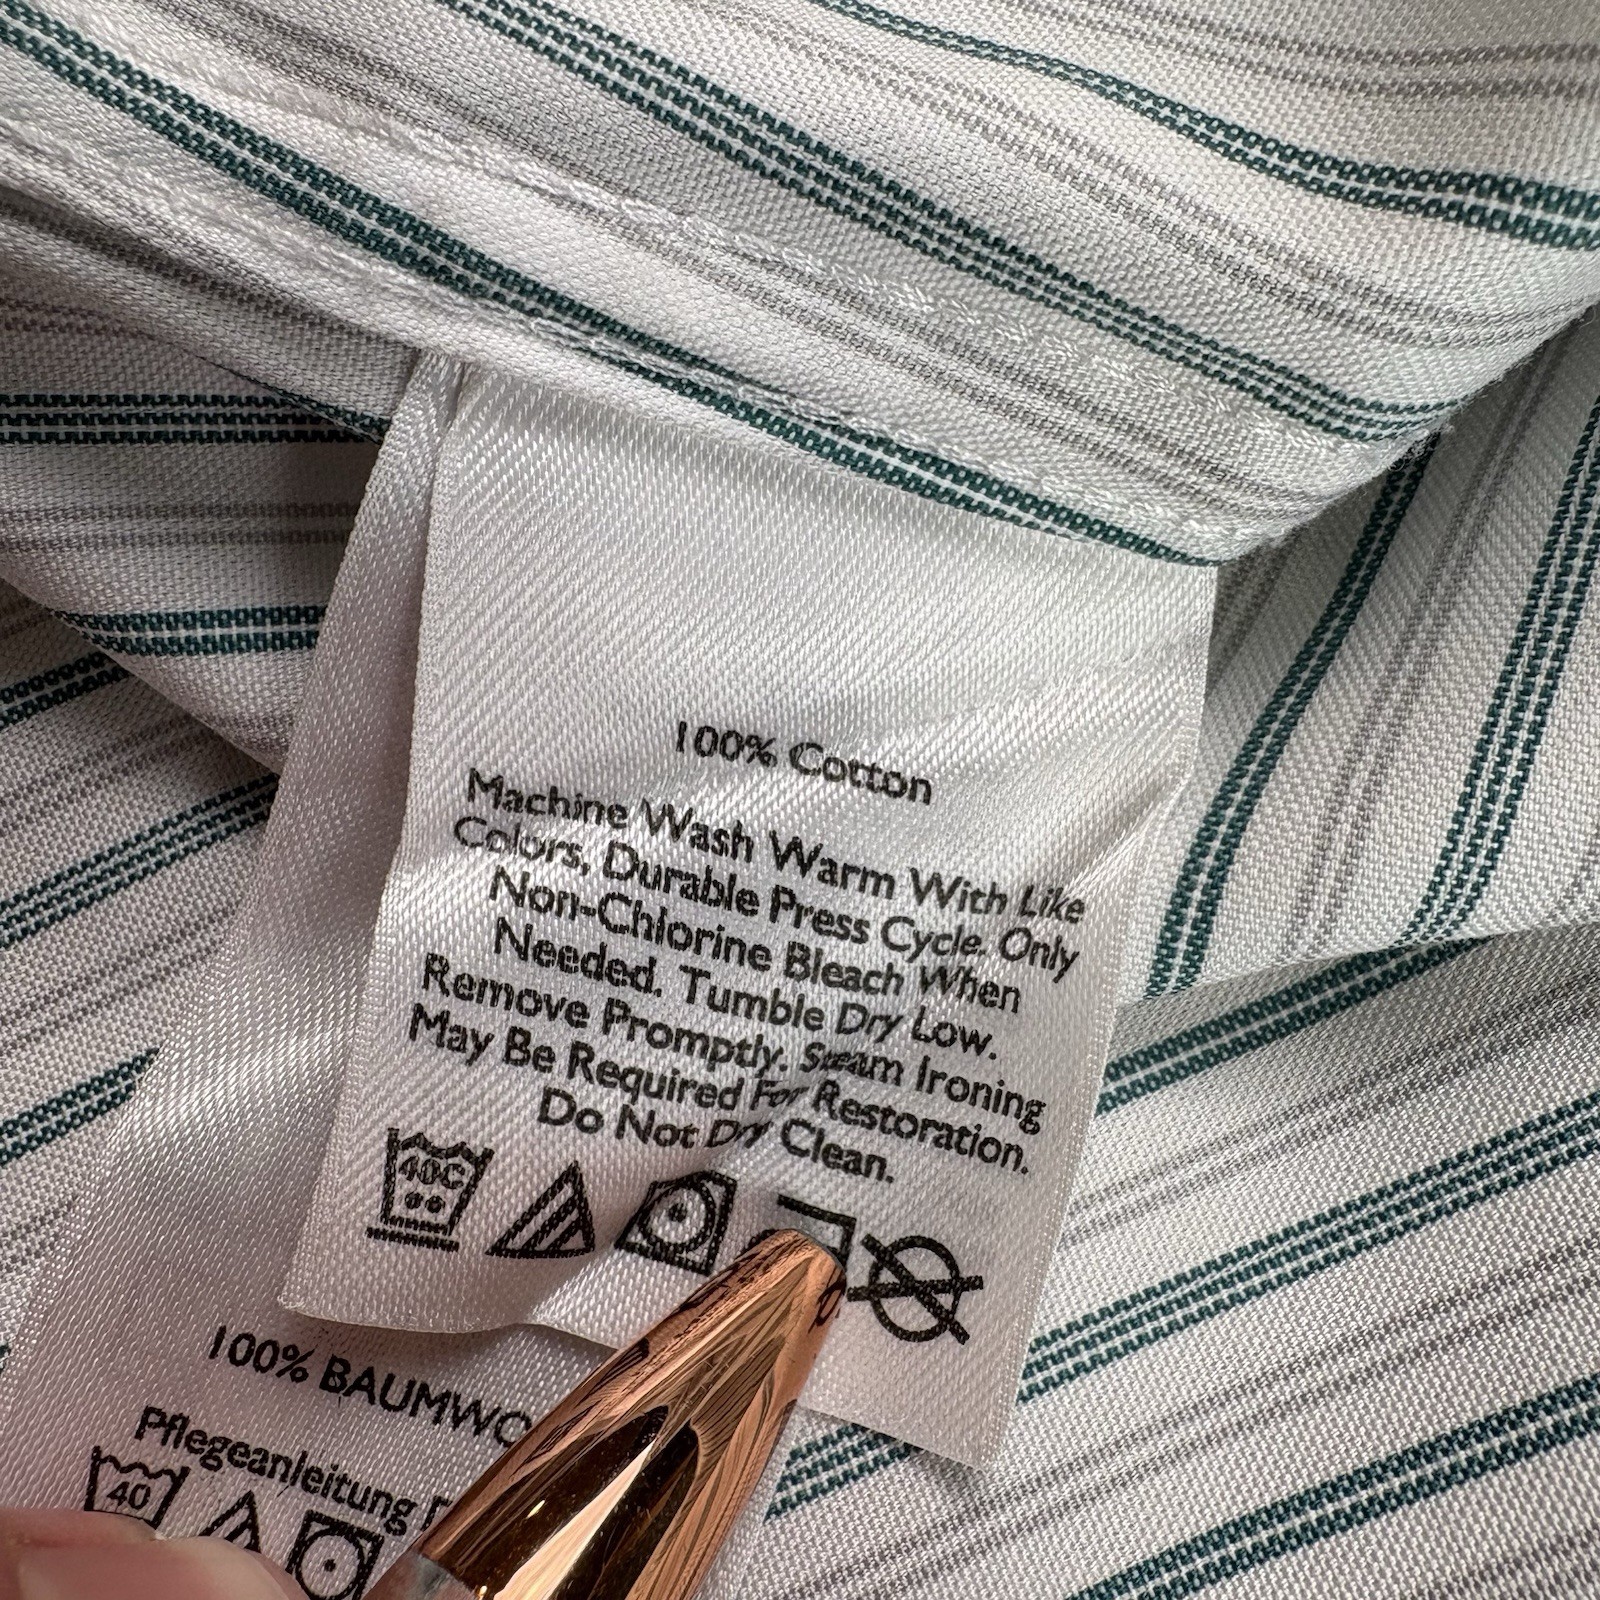 100% Cotton
Machine Wash Warm With Like
Colors, Durable Press Cycle. Only
Non-Chlorine Bleach When
Needed. Tumble Dry Low.
Remove Promptly. Steam Ironing
May Be Required For Restoration.
Do Not Dry Clean.
40C
100% BAUMWO
Pflegeanleitung
40